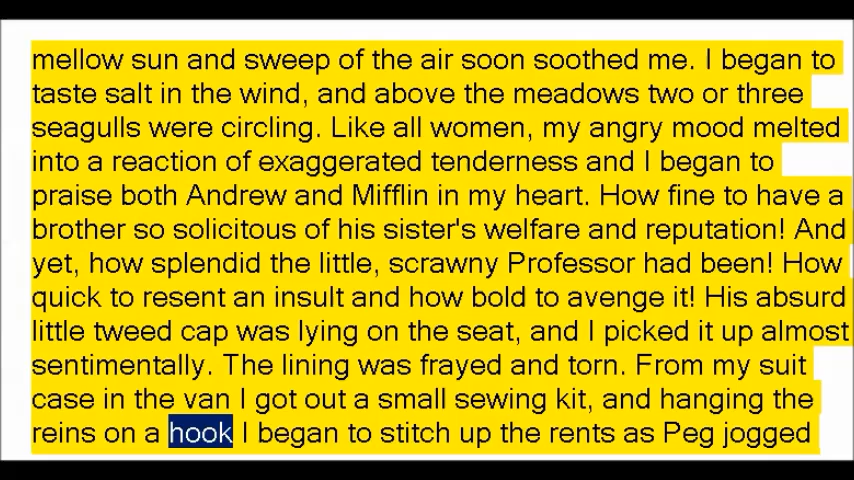 mellow sun and sweep of the air soon soothed me. I began to
taste salt in the wind, and above the meadows two or three
seagulls were circling. Like all women, my angry mood melted
into a reaction of exaggerated tenderness and I began to
praise both Andrew and Mifflin in my heart. How fine to have a
brother so solicitous of his sister's welfare and reputation! And
yet, how splendid the little, scrawny Professor had been! How
quick to resent an insult and how bold to avenge it! His absurd
little tweed cap was lying on the seat, and I picked it up almost
sentimentally. The lining was frayed and torn. From my suit
case in the van I got out a small sewing kit, and hanging the
reins on a hook I began to stitch up the rents as Peg jogged